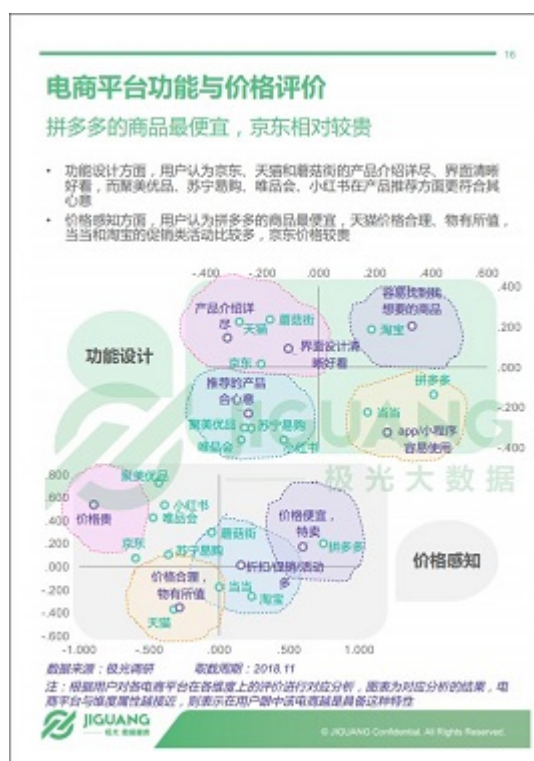 16
电商平台功能与价格评价
拼多多的商品最便宜，京东相对较贵
• 功能设计方面，用户认为京东、天猫和蘑菇街的产品介绍详尽、界面清晰
好看，而聚美优品、苏宁易购、唯品会、小红书在产品推荐方面更符合其
心意
• 价格感知方面，用户认为拼多多的商品最便宜，天猫价格合理、物有所值，
当当和淘宝的促销类活动比较多，京东价格较贵
-.400 -.200 .000 .200 .400 .600
产品介绍详
尽
天猫
蘑菇街
界面设计清
晰好看
京东
容易找到我
想要的商品
淘宝
.400
.200
.000
-.200
-.400
功能设计
推荐的产品
合心意
聚美优品
苏宁易购
唯品会
小红书
拼多多
当当
app/小程序
容易使用
JIGUANG
极光大数据
.800
.600
.400
.200
.000
-.200
-.400
-.600
聚美优品
价格贵
小红书
唯品会
京东
苏宁易购
蘑菇街
价格便宜，
特卖
拼多多
价格合理，
物有所值
折扣/促销/活动
多
当当
淘宝
天猫
价格感知
-1.000 -.500 .000 .500 1.000
数据来源：极光调研 取数周期：2018.11
注：根据用户对各电商平台在各维度上的评价进行对应分析，图表为对应分析的结果，电
商平台与维度属性越接近，则表示在用户眼中该电商越是具备这种特性
JIGUANG
© JIGUANG Confidential. All Rights Reserved.